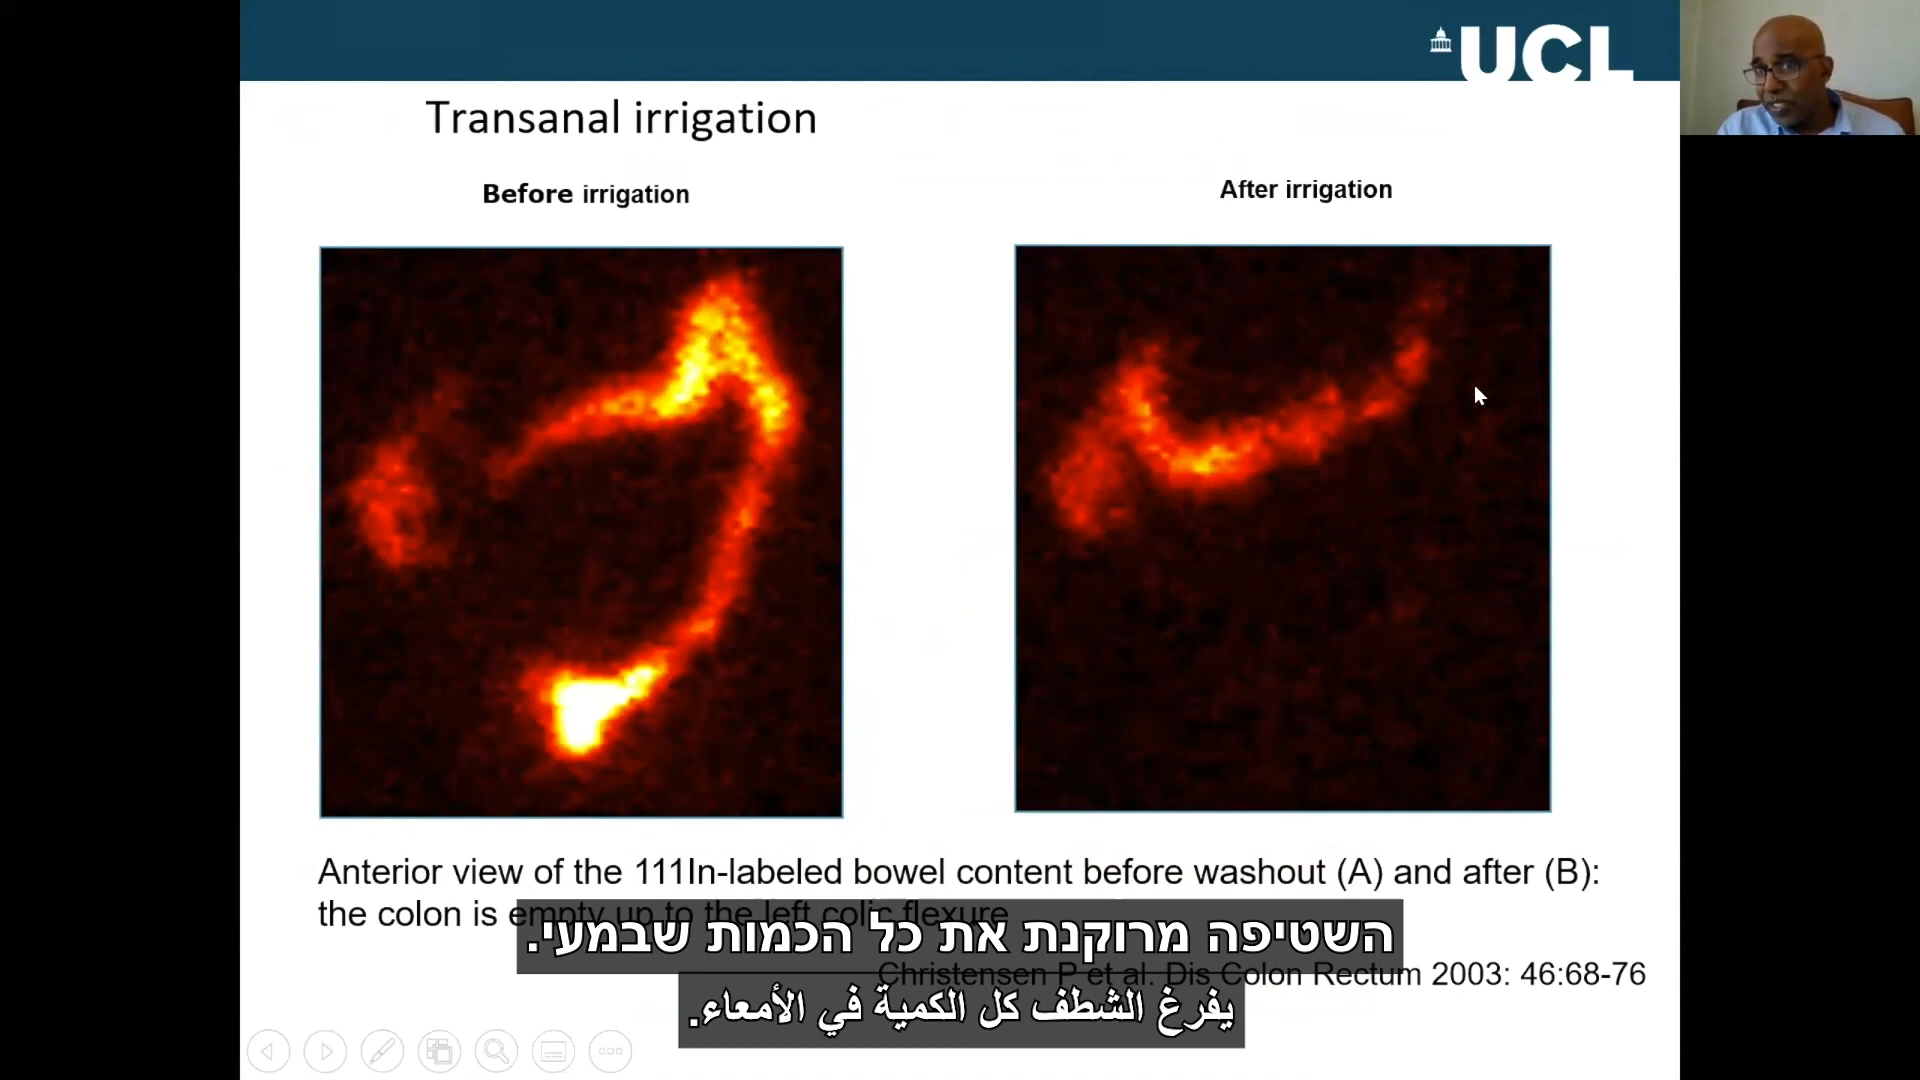 UCL
Transanal irrigation
Before irrigation
After irrigation
Anterior view of the 111In-labeled bowel content before washout (A) and after (B):
the colon is empty up to the left colic flexure
השטיפה מרוקנת את כל הכמות שבמעי.
Christensen P et al. Dis Colon Rectum 2003: 46:68-76
يفرغ الشطف كل الكمية في الأمعاء.